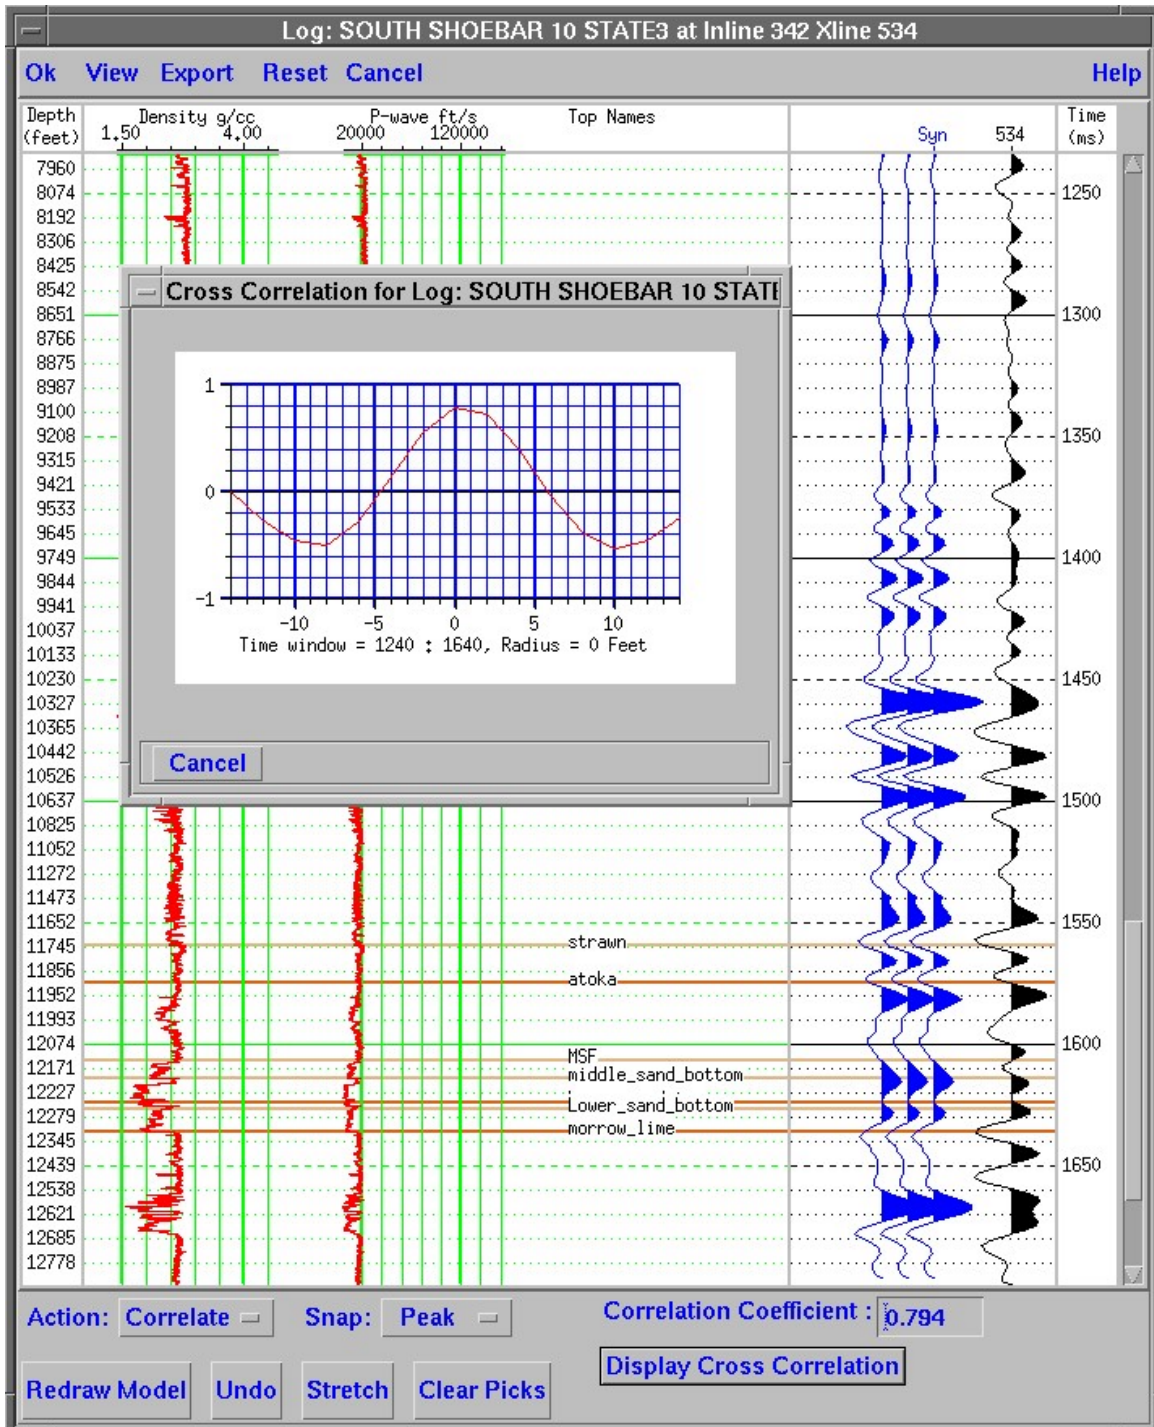 Log: SOUTH SHOEBAR 10 STATE3 at Inline 342 Xline 534
Ok View Export Reset Cancel Help
Depth Density g/cc P-wave ft/s Top Names Time
(feet) 1.50 4.00 20000 120000 Syn 534 (ms)
7960
8074 1250
8192
8306
8425
8542
8651 1300
8766
8875
8987
9100
9208 1350
9315
9421
9533
9645
9749 1400
9844
9941
10037
10133
10230 1450
10327
10365
10442
10526
10637 1500
10825
11052
11272
11473
11652 1550
strawn
11745
11856
atoka
11952
11993
12074 1600
MSF
12171
middle_sand_bottom
12227
Lower_sand_bottom
12279
morrow_lime
12345
12439 1650
12538
12621
12685
12778
Cross Correlation for Log: SOUTH SHOEBAR 10 STATE
1
0
-1
-10 -5 0 5 10
Time window = 1240 : 1640, Radius = 0 Feet
Cancel
Action: Correlate Snap: Peak Correlation Coefficient : 0.794
Display Cross Correlation
Redraw Model Undo Stretch Clear Picks